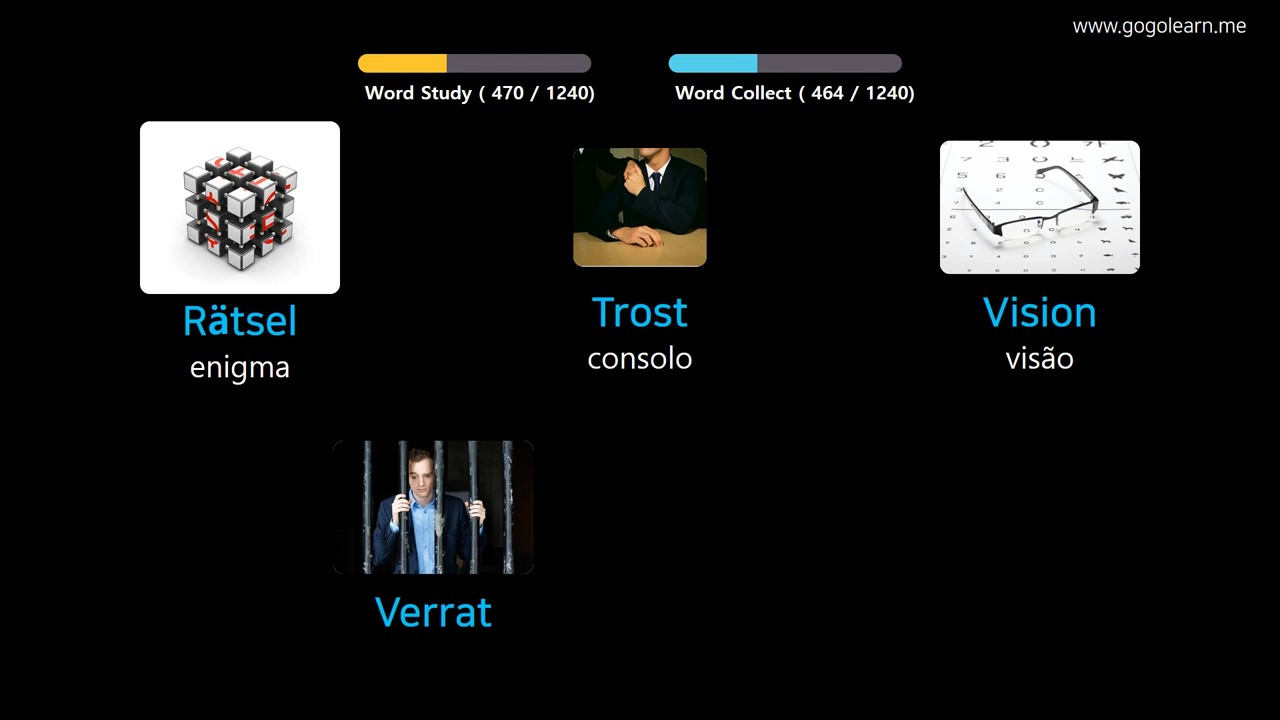 www.gogolearn.me
Word Study ( 470 / 1240)
Word Collect ( 464 / 1240)
Rätsel
enigma
Trost
consolo
Vision
visão
Verrat